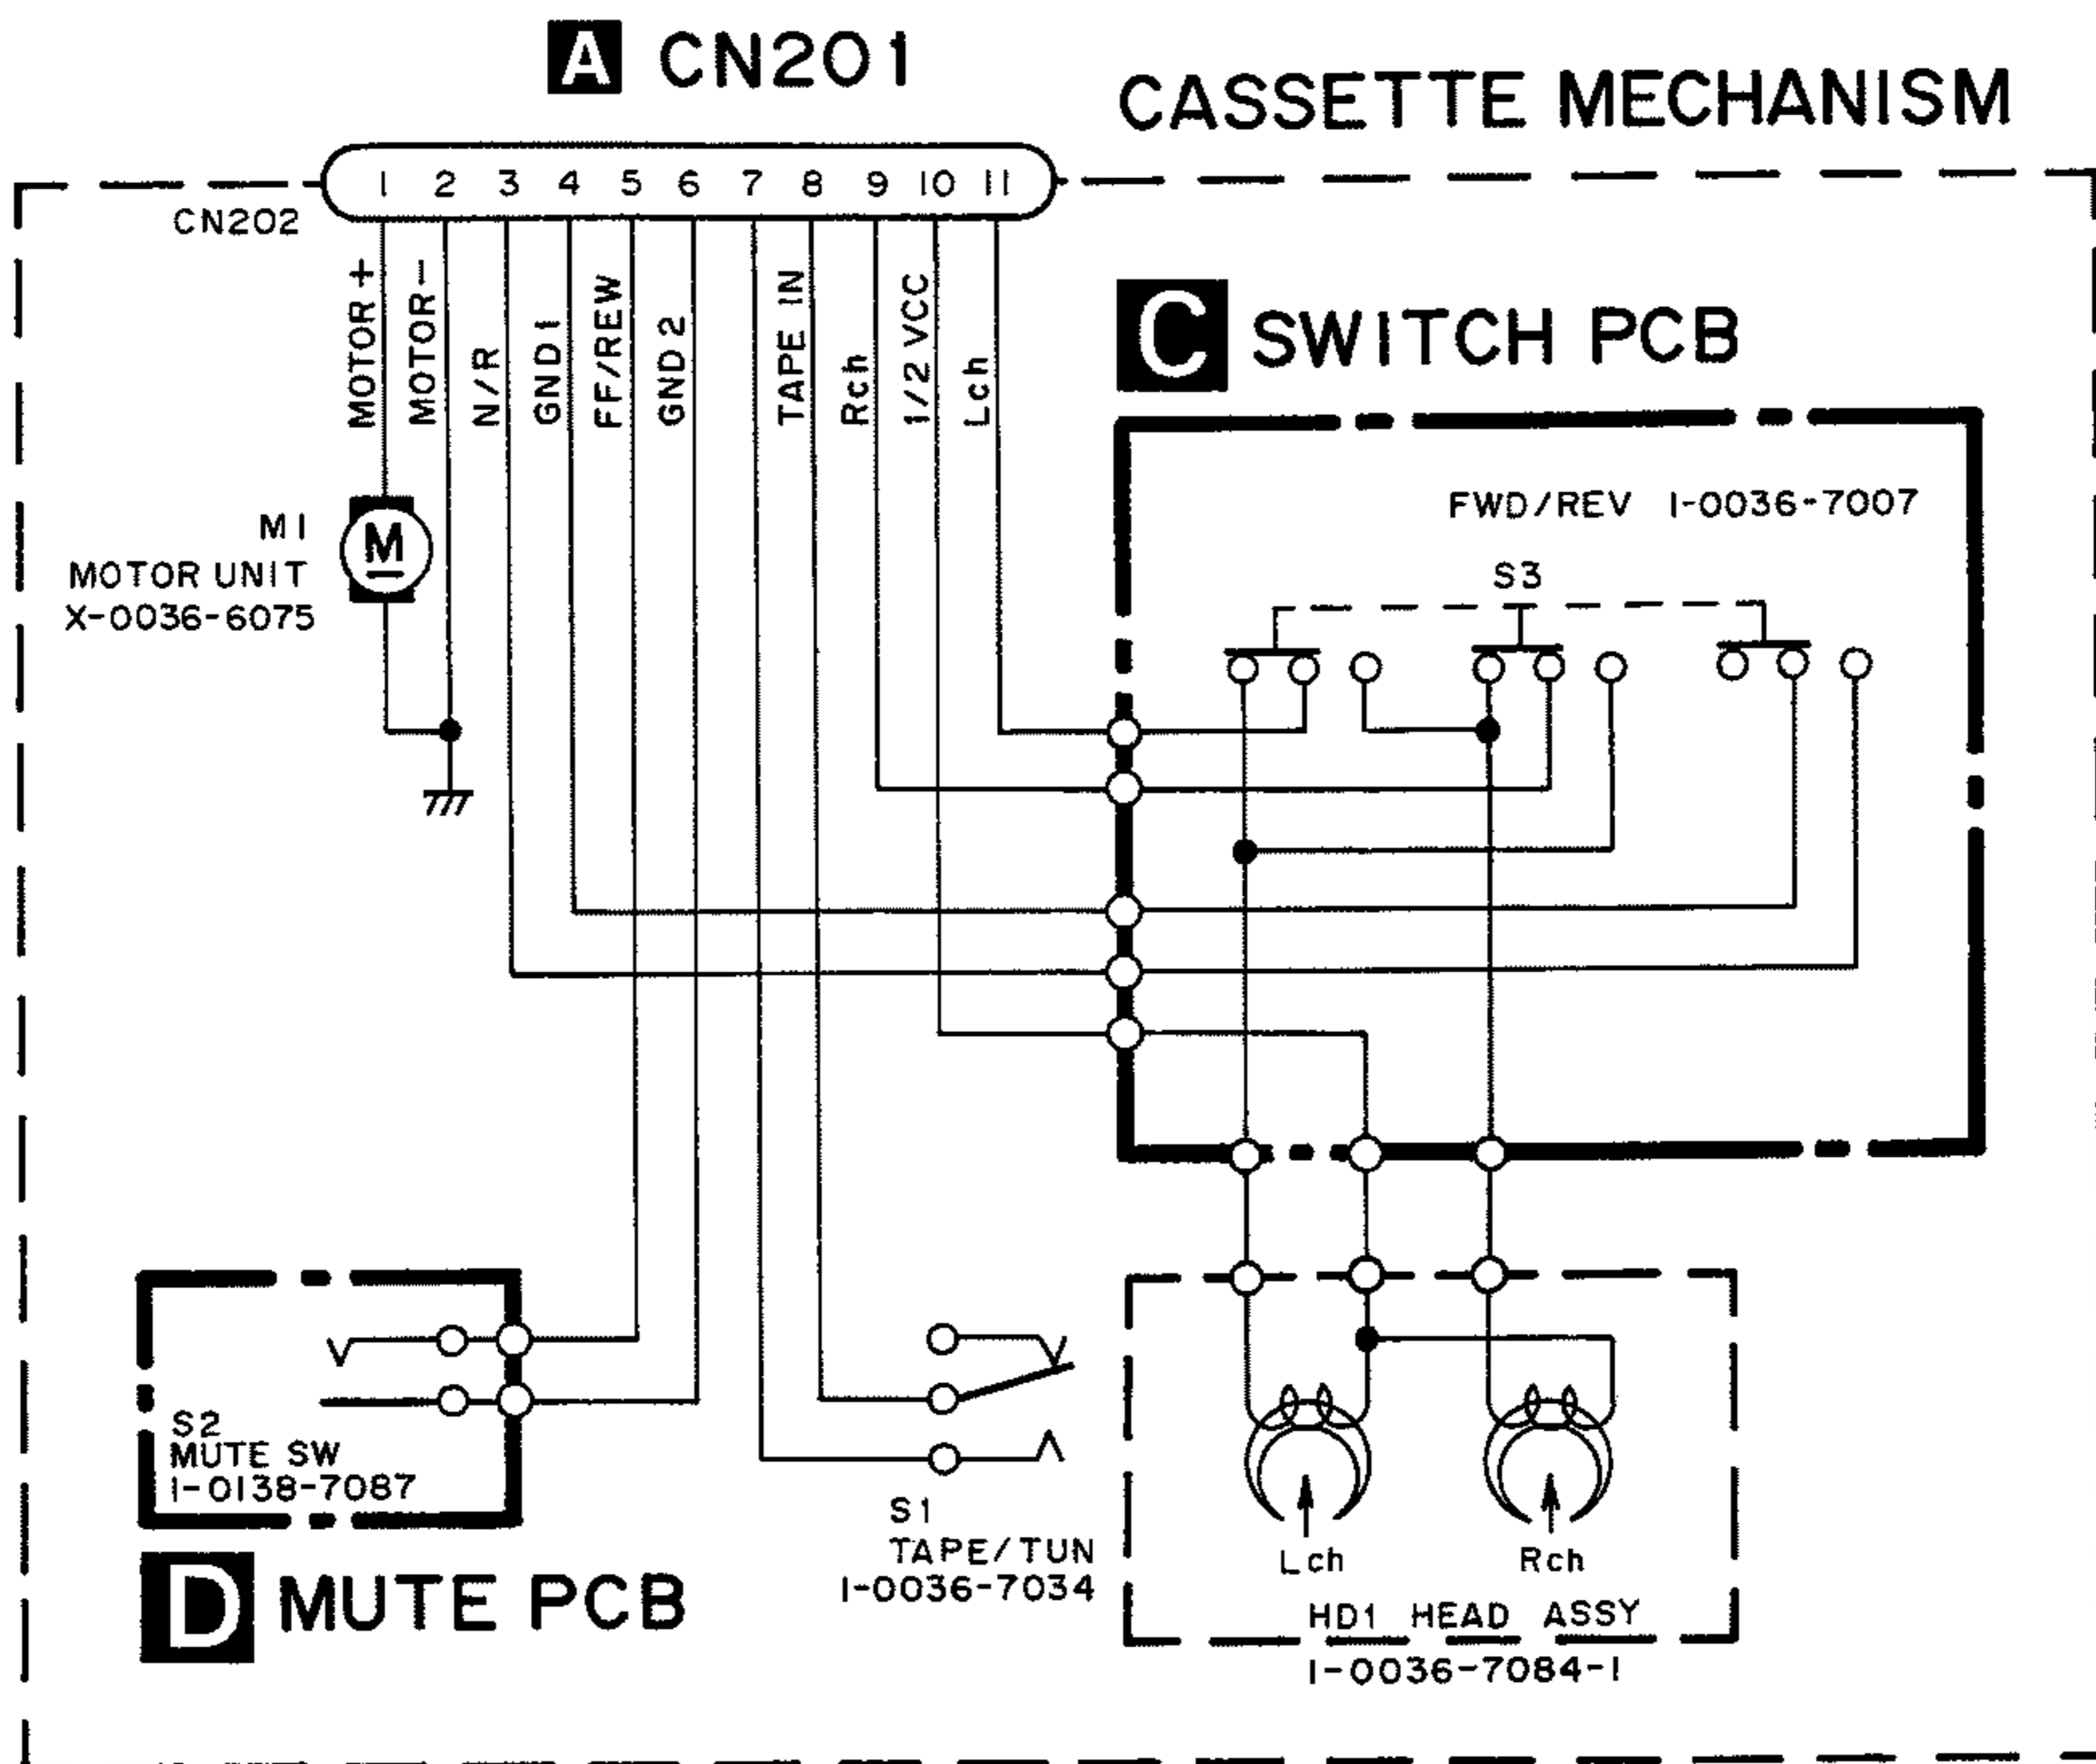 A CN201
CASSETTE MECHANISM
1 2 3 4 5 6 7 8 9 10 11
CN202
MOTOR+
MOTOR-
N/R
GND1
FF/REW
GND2
TAPE IN
Rch
1/2 VCC
Lch
C SWITCH PCB
FWD/REV 1-0036-7007
S3
M1
M
MOTOR UNIT
X-0036-6075
S2
MUTE SW
1-0138-7087
D MUTE PCB
S1
TAPE/TUN
1-0036-7034
Lch
Rch
HD1 HEAD ASSY
1-0036-7084-1